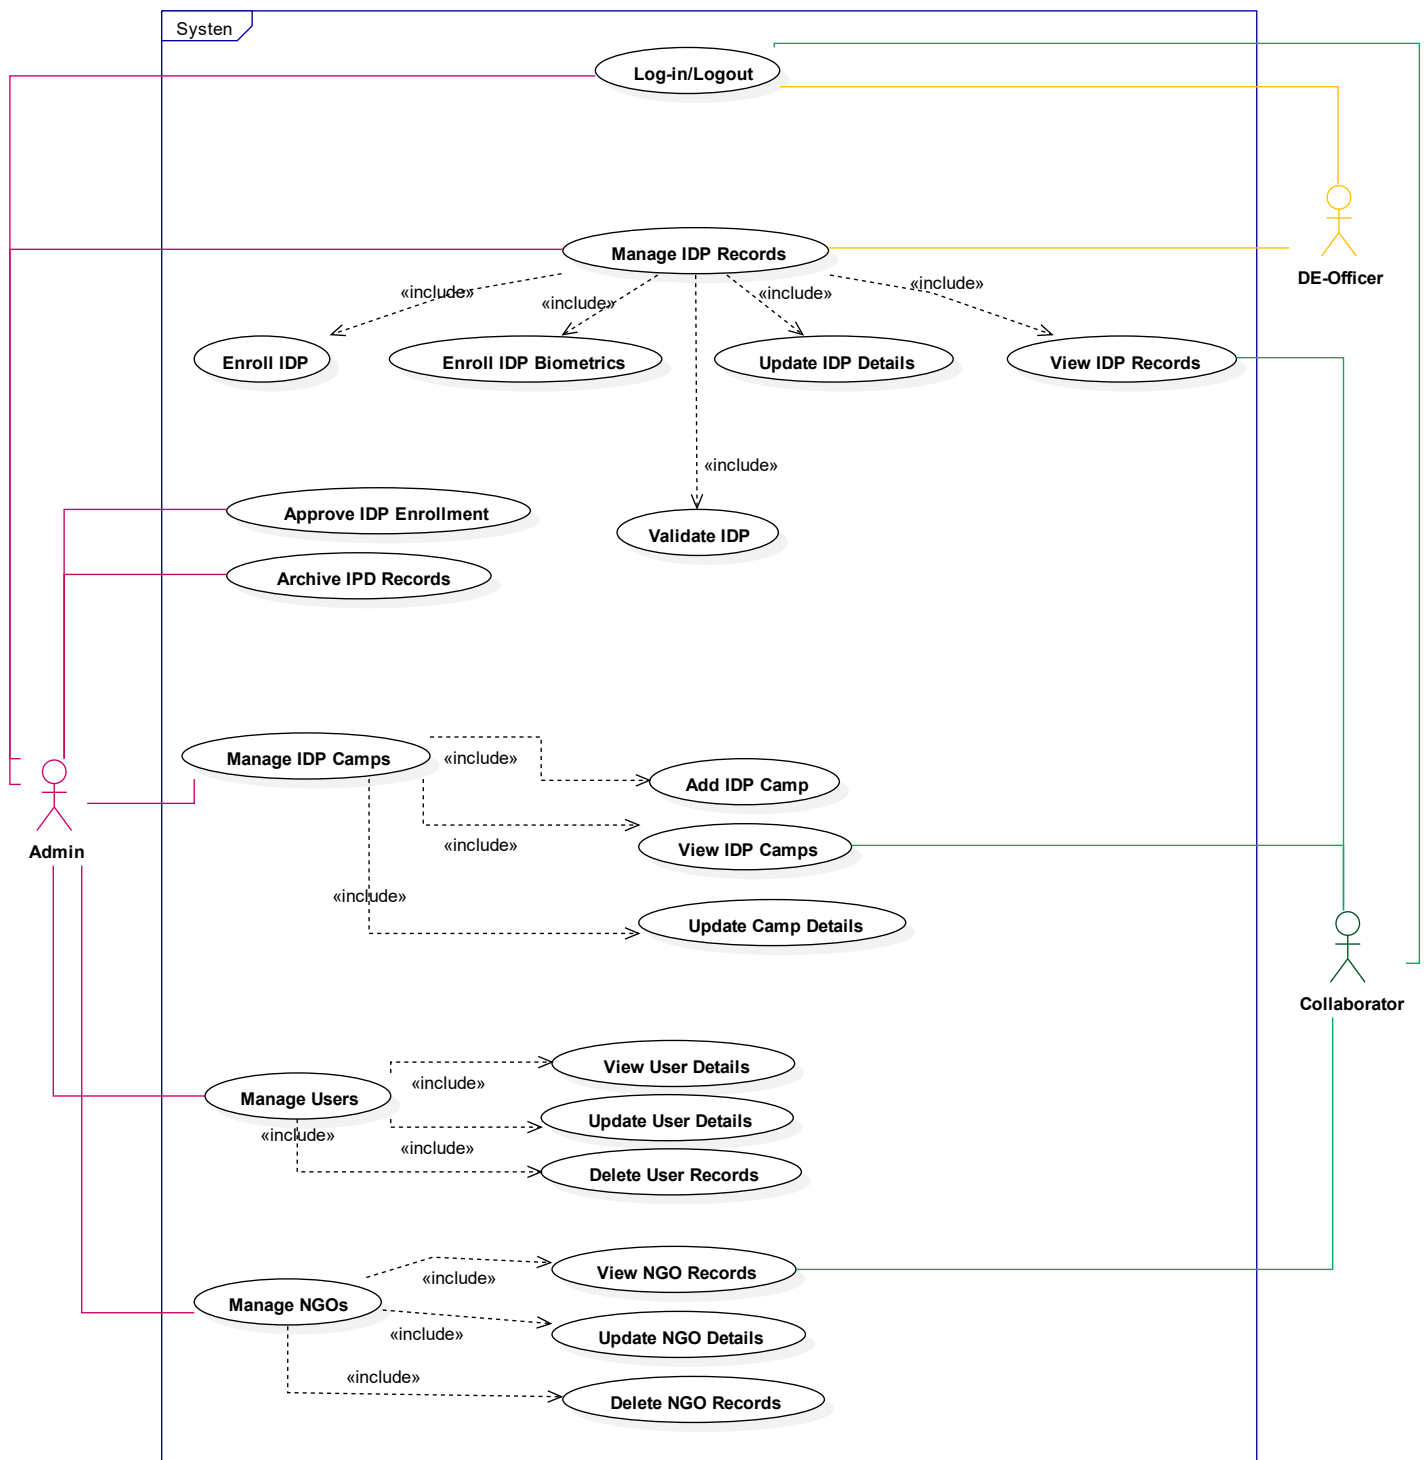 Systen
Log-in/Logout
Manage IDP Records
DE-Officer
«include»
«include»
«include»
«include»
Enroll IDP
Enroll IDP Biometrics
Update IDP Details
View IDP Records
«include»
Approve IDP Enrollment
Validate IDP
Archive IPD Records
Manage IDP Camps
«include»
Add IDP Camp
Admin
«include»
View IDP Camps
«include»
Update Camp Details
Collaborator
View User Details
«include»
Manage Users
Update User Details
«include»
«include»
Delete User Records
View NGO Records
«include»
Manage NGOs
«include»
Update NGO Details
«include»
Delete NGO Records